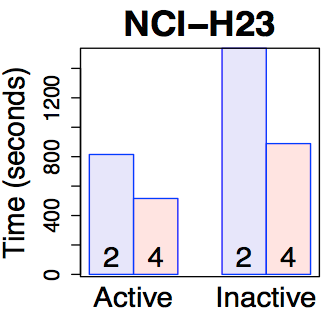 NCI–H23
Time (seconds)
1200
800
400
0
2 4 2 4
Active Inactive